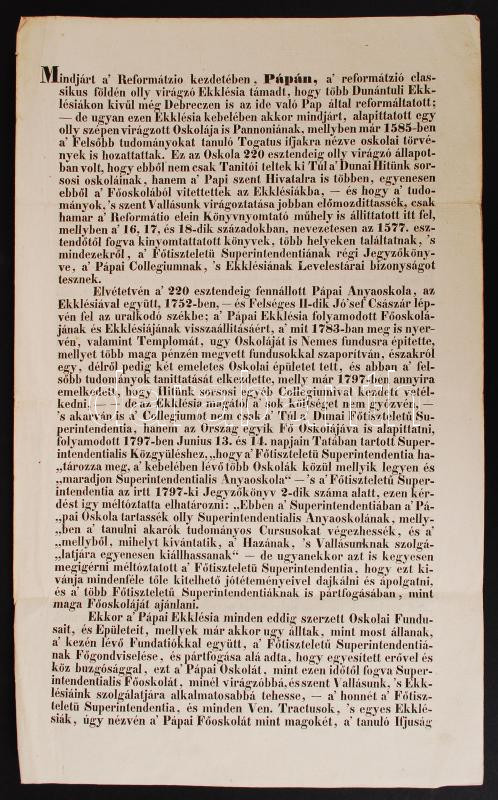 Mindjárt a' Reformátzio kezdetében, Pápán, a' reformátzió clas-
sikus földén olly virágzó Ekklésia támadt, hogy több Dunántuli Ekk-
lésiákon kivűl még Debreczen is az ide való Pap által reformáltatott;
— de ugyan ezen Ekklésia kebelében akkor mindjárt, alapittatott egy
olly szépen virágzott Oskolája is Pannoniának, mellyben már 1585-ben
a' Felsőbb tudományokat tanuló Togatus ifjakra nézve oskolai törvé-
nyek is hozattattak. Ez az Oskola 220 esztendeig olly virágzó állapot-
ban volt, hogy ebből nem csak Tanitói teltek ki Túl a' Dunai Hitünk sor-
sosi oskoláinak, hanem a' Papi szent Hivatalra is többen, egyenesen
ebből a' Főoskolából vitettettek az Ekklésiákba, — és hogy a' tudo-
mányok, 's szent Vallásunk virágoztatása jobban előmozdittassék, csak
hamar a' Reformátio elein Könyvnyomtató műhely is állittatott itt fel,
mellyben a' 16, 17, és 18-dik századokban, nevezetesen az 1577. esz-
tendőtől fogva kinyomtattatott könyvek, több helyeken találtatnak, 's
mindezekről, a' Főtiszteletü Superintendentiának régi Jegyzőköny-
ve, a' Pápai Collegiumnak, 's Ekklésiának Levelestárai bizonyságot
tesznek.
Elvétetvén a' 220 esztendeig fennállott Pápai Anyaoskola, az
Ekklésiával együtt, 1752-ben, — és Felséges II-dik Jó'sef Császár lép-
vén fel az uralkodó székbe; a' Pápai Ekklésia folyamodott Főoskolá-
jának és Ekklésiájának visszaállitásáért, a' mit 1783-ban meg is nyer-
vén, valamint Templomát, ugy Oskoláját is Nemes fundusra épitette,
mellyet több maga pénzén megvett fundusokkal szaporítván, északról
egy, délről pedig két emeletes Oskolai épületet tett, és abban a' fel-
sőbb tudományok tanittatását elkezdette, melly már 1797-ben annyira
emelkedett, hogy Hitünk sorsosi egyéb Collegiumival kezdett vetél-
kedni. — de az Ekklésia magától a' sok költséget nem győzvén, —
's akarván is a' Collegiumot nem csak a' Túl a' Dunai Főtiszteletű Su-
perintendentia, hanem az Ország egyik Fő Oskolájáva is alapittatni,
folyamodott 1797-ben Junius 13. és 14. napjain Tatában tartott Super-
intendentialis Közgyüléshez, „hogy a' Főtiszteletü Superintendentia ha-
„tározza meg, a' kebelében lévő több Oskolák közül mellyik legyen és
„maradjon Superintendentialis Anyaoskola“ — 's a' Főtiszteletü Super-
intendentia az irtt 1797-ki Jegyzőkönyv 2-dik száma alatt, ezen kér-
dést igy méltóztatta elhatározni: „Ebben a' Superintendentiában a' Pá-
„pai Oskola tartassék olly Superintendentialis Anyaoskolának, melly-
„ben a' tanulni akarók tudományos Cursusokat végezhessék, és a'
„mellyből, mihelyt kivántatik, a' Hazának, 's Vallásunknak szolgá-
„latjára egyenesen kiállhassanak“ — de ugyanekkor azt is kegyesen
megigérni méltóztatott a' Főtiszteletü Superintendentia, hogy ezt ki-
vánja mindenféle tőle kitelhető jótéteményeivel dajkálni és ápolgatni,
és a' több Főtiszteletü Superintendentiáknak is pártfogásában, mint
maga Főoskoláját ajánlani.
Ekkor a' Pápai Ekklésia minden eddig szerzett Oskolai Fundu-
sait, és Epületeit, mellyek már akkor ugy álltak, mint most állanak,
a' kezén lévő Fundatiókkal együtt, a' Főtiszteletü Superintendentiá-
nak Főgondviselése, és pártfogása alá adta, hogy egyesített erővel és
köz buzgósággal, ezt a' Pápai Oskolát, mint ezen időtől fogva Super-
intendentialis Főoskolát, minél virágzóbbá, és szent Vallásunk, 's Ekk-
lésiáink szolgálatjára alkalmatosabbá tehesse, — a' honnét a' Főtisz-
teletü Superintendentia, és minden Ven. Tractusok, 's egyes Ekklé-
siák, úgy nézvén a' Pápai Főoskolát mint magokét, a' tanuló Ifjuság